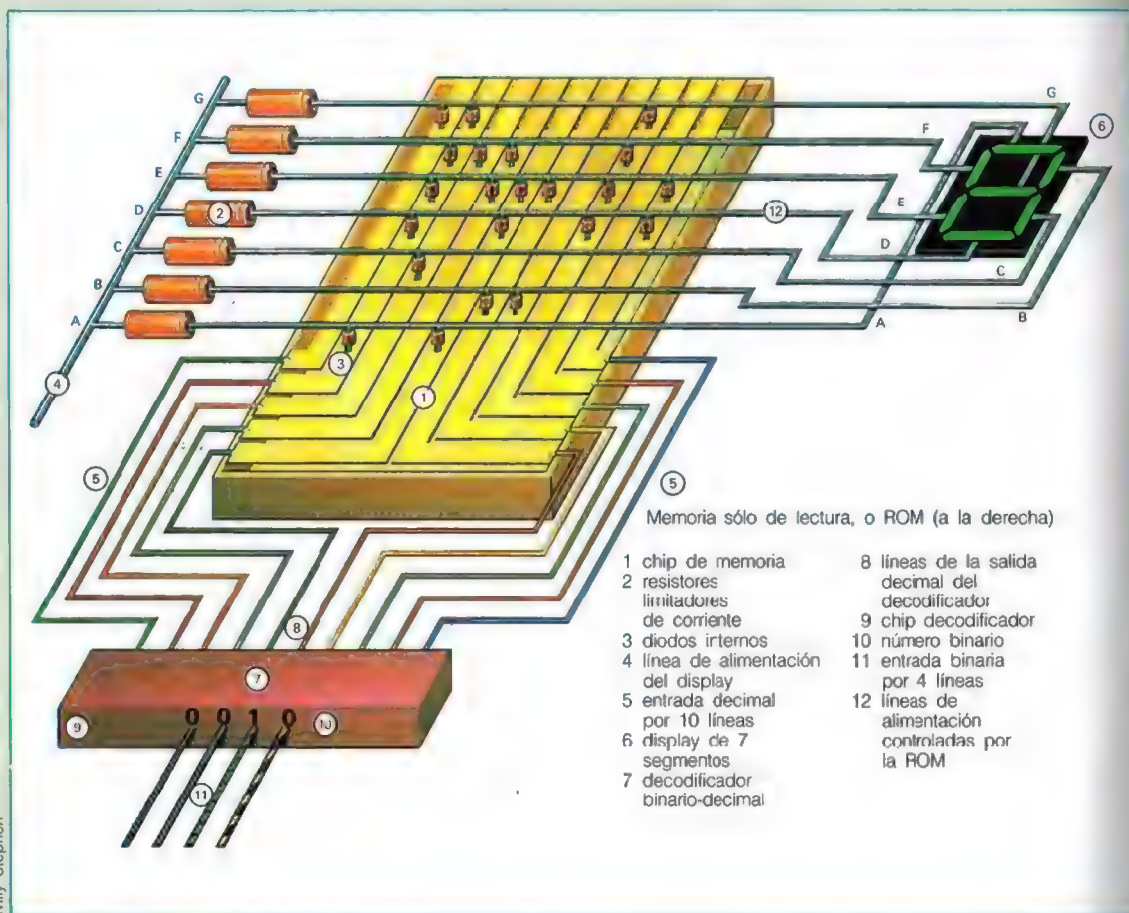 G
F
E
D
C
B
A
2
4
3
1
12
G
F
6
E
D
C
A
B
5
5
Memoria sólo de lectura, o ROM (a la derecha)
1 chip de memoria
2 resistores
limitadores
de corriente
3 diodos internos
4 línea de alimentación
del display
5 entrada decimal
por 10 líneas
6 display de 7
segmentos
7 decodificador
binario-decimal
8 líneas de la salida
decimal del
decodificador
9 chip decodificador
10 número binario
11 entrada binaria
por 4 líneas
12 líneas de
alimentación
controladas por
la ROM
8
7
9
0 0 1 0
10
11
Stephen